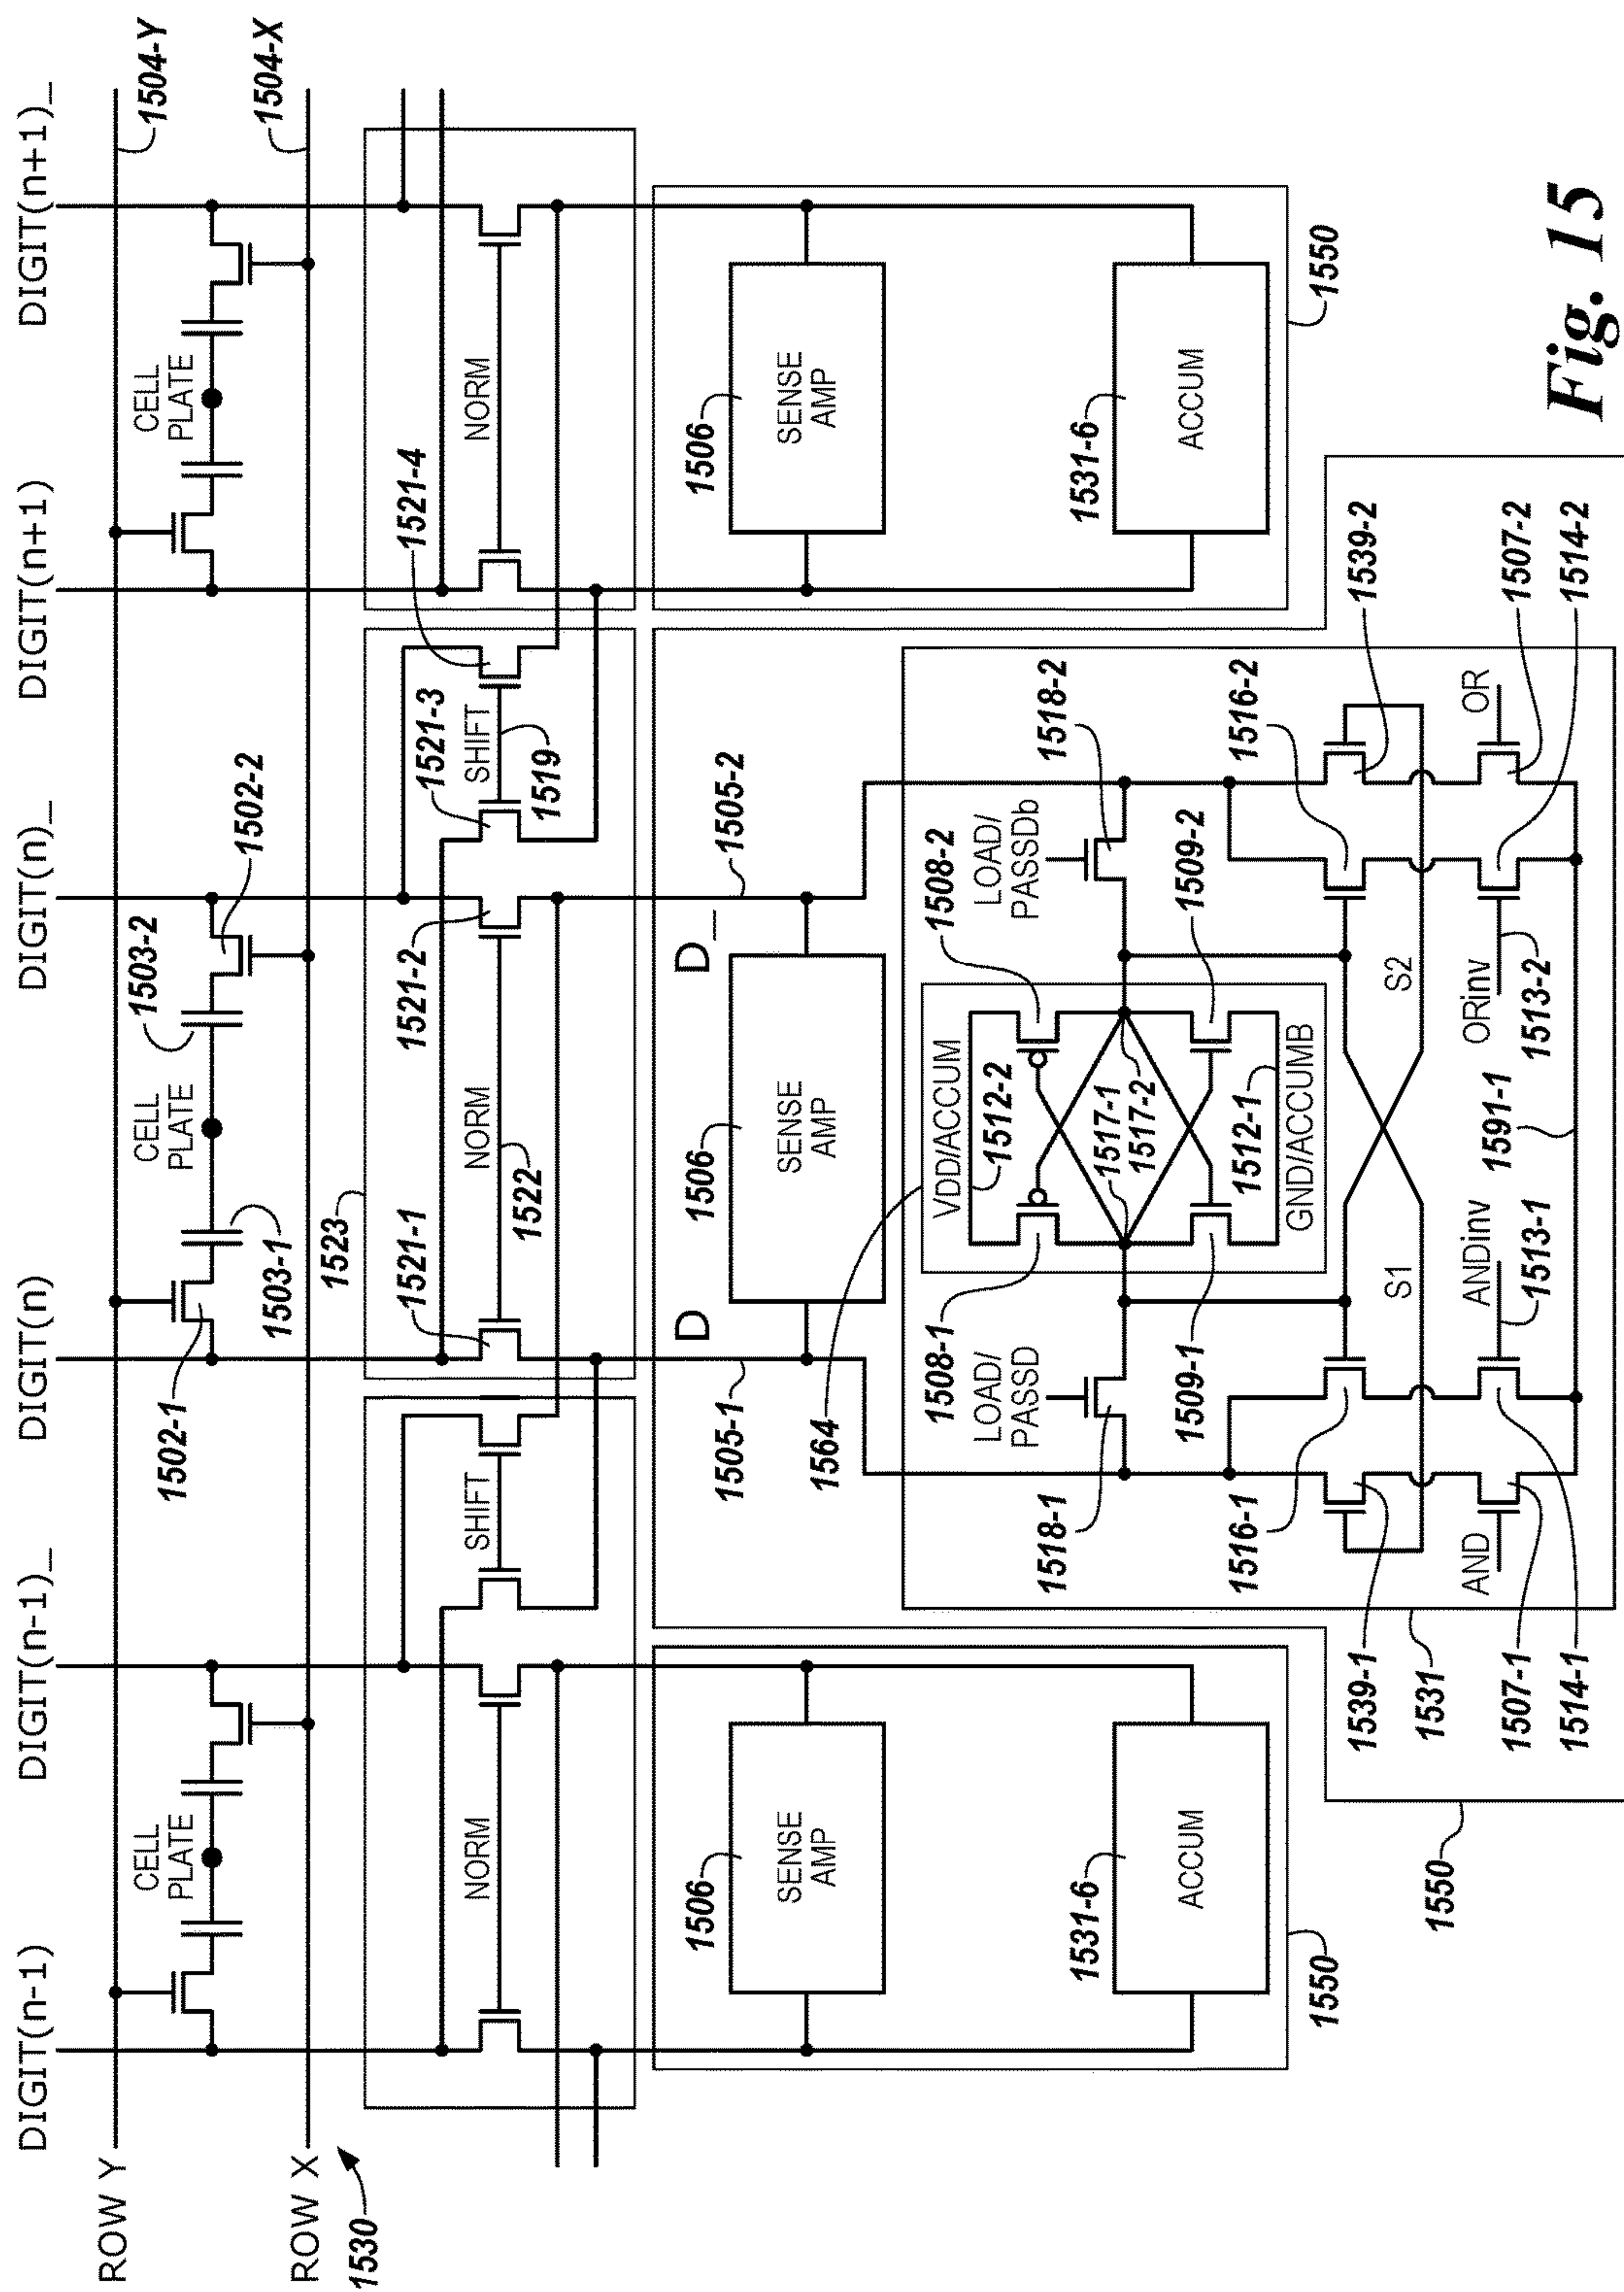 DIGIT(n-1)
DIGIT(n-1)_
DIGIT(n)
DIGIT(n)_
DIGIT(n+1)
DIGIT(n+1)_
ROW Y
1504-Y
CELL
PLATE
CELL
PLATE
CELL
PLATE
1502-1
1503-1
1503-2
1502-2
ROW X
1504-X
1530
1523
NORM
SHIFT
1521-1
NORM
1522
1521-2
1521-3
SHIFT
1519
1521-4
NORM
1505-1
D
D_
1505-2
1506
SENSE
AMP
1506
SENSE
AMP
1506
SENSE
AMP
1564
1531-6
ACCUM
1550
1531-6
ACCUM
1550
VDD/ACCUM
1512-2
LOAD/
PASSD
LOAD/
PASSDb
1508-1
1508-2
1518-1
1518-2
1517-1
1517-2
1509-1
1509-2
1512-1
GND/ACCUMB
1516-1
1516-2
S1
S2
1539-1
1539-2
1531
1550
AND
ANDinv
1513-1
ORinv
1513-2
OR
1507-1
1507-2
1514-1
1591-1
1514-2
Fig. 15